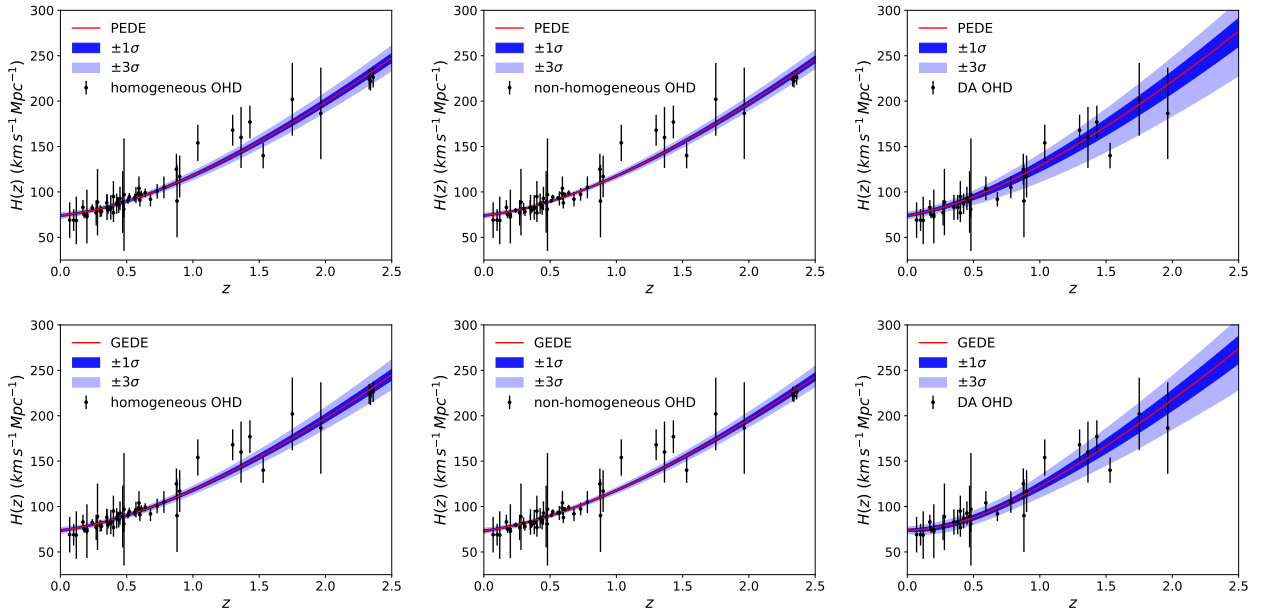 300
250
200
150
100
50
H(z) (km s⁻¹ Mpc⁻¹)
PEDE
±1σ
±3σ
homogeneous OHD
0.0 0.5 1.0 1.5 2.0 2.5
z
300
250
200
150
100
50
H(z) (km s⁻¹ Mpc⁻¹)
PEDE
±1σ
±3σ
non-homogeneous OHD
0.0 0.5 1.0 1.5 2.0 2.5
z
300
250
200
150
100
50
H(z) (km s⁻¹ Mpc⁻¹)
PEDE
±1σ
±3σ
DA OHD
0.0 0.5 1.0 1.5 2.0 2.5
z
300
250
200
150
100
50
H(z) (km s⁻¹ Mpc⁻¹)
GEDE
±1σ
±3σ
homogeneous OHD
0.0 0.5 1.0 1.5 2.0 2.5
z
300
250
200
150
100
50
H(z) (km s⁻¹ Mpc⁻¹)
GEDE
±1σ
±3σ
non-homogeneous OHD
0.0 0.5 1.0 1.5 2.0 2.5
z
300
250
200
150
100
50
H(z) (km s⁻¹ Mpc⁻¹)
GEDE
±1σ
±3σ
DA OHD
0.0 0.5 1.0 1.5 2.0 2.5
z